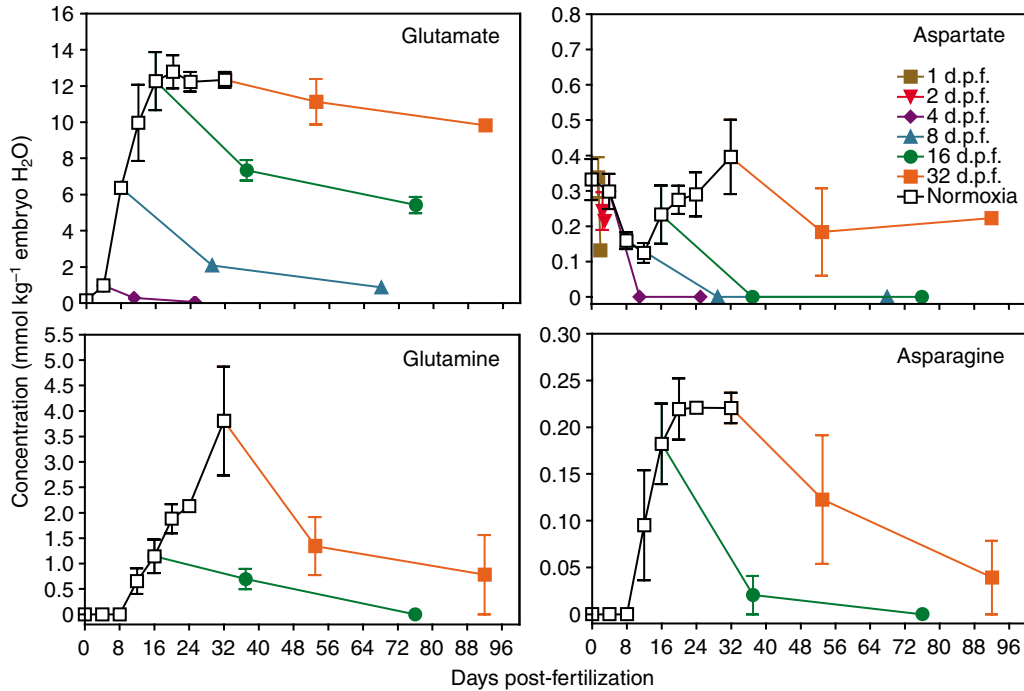 Glutamate
16
14
12
10
8
6
4
2
0
Aspartate
0.8
0.7
0.6
0.5
0.4
0.3
0.2
0.1
0
1 d.p.f.
2 d.p.f.
4 d.p.f.
8 d.p.f.
16 d.p.f.
32 d.p.f.
Normoxia
Concentration (mmol kg⁻¹ embryo H₂O)
Glutamine
5.5
5.0
4.5
4.0
3.5
3.0
2.5
2.0
1.5
1.0
0.5
0
0 8 16 24 32 40 48 56 64 72 80 88 96
Asparagine
0.30
0.25
0.20
0.15
0.10
0.05
0
0 8 16 24 32 40 48 56 64 72 80 88 96
Days post-fertilization